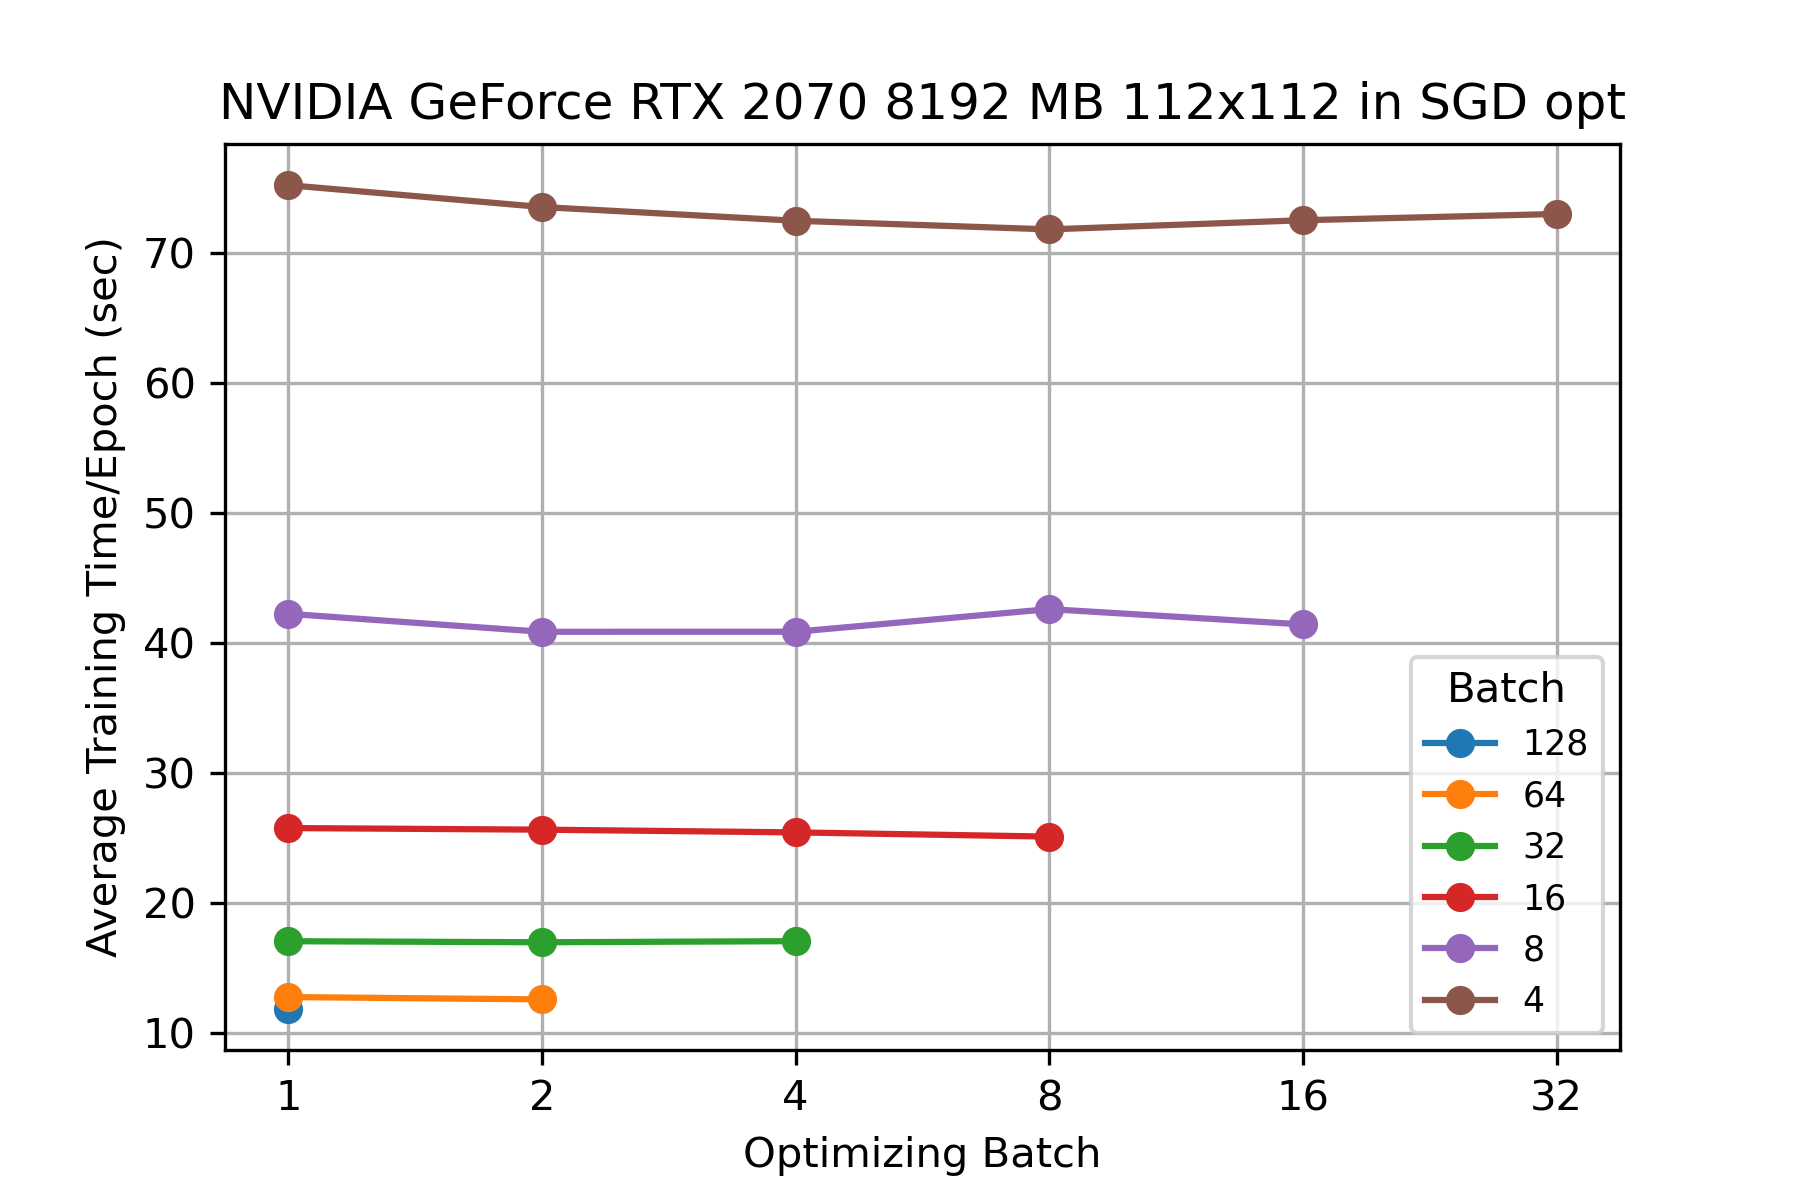 NVIDIA GeForce RTX 2070 8192 MB 112x112 in SGD opt
Average Training Time/Epoch (sec)
70
60
50
40
30
20
10
Batch
128
64
32
16
8
4
1 2 4 8 16 32
Optimizing Batch